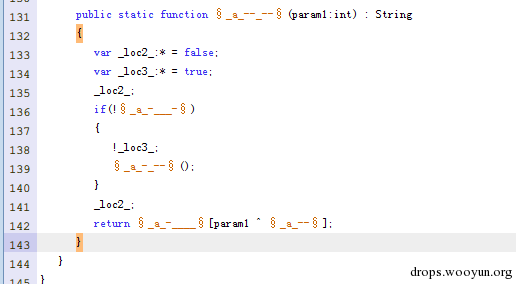 131 public static function §_a_--_--§(param1:int) : String
132 {
133 var _loc2_:* = false;
134 var _loc3_:* = true;
135 _loc2_;
136 if(!§_a_-___-§)
137 {
138 !_loc3_;
139 §_a_-_--§();
140 }
141 _loc2_;
142 return §_a_-____§[param1 ^ §_a_--§];
143 }
144 }
145 }
drops.wooyun.org